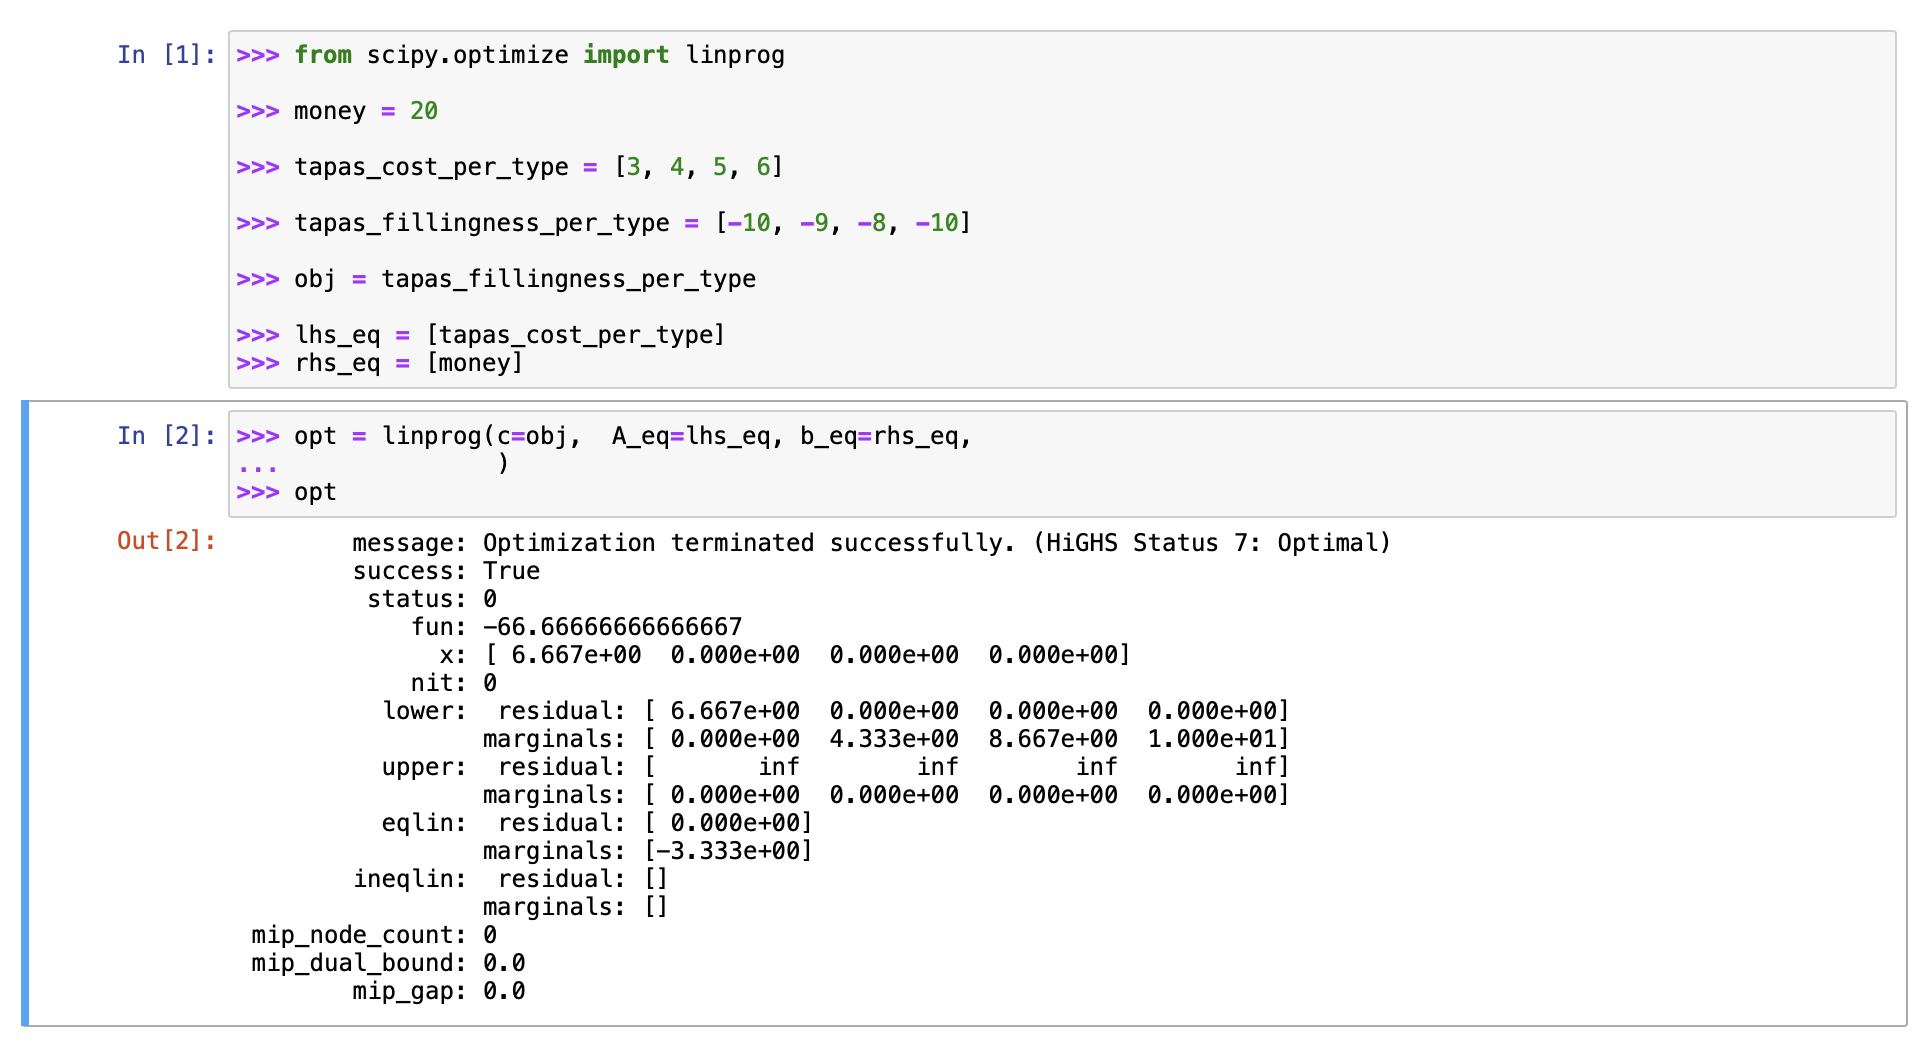 In [1]: >>> from scipy.optimize import linprog
>>> money = 20
>>> tapas_cost_per_type = [3, 4, 5, 6]
>>> tapas_fillingness_per_type = [-10, -9, -8, -10]
>>> obj = tapas_fillingness_per_type
>>> lhs_eq = [tapas_cost_per_type]
>>> rhs_eq = [money]
In [2]: >>> opt = linprog(c=obj,  A_eq=lhs_eq, b_eq=rhs_eq,
...               )
>>> opt
Out[2]:        message: Optimization terminated successfully. (HiGHS Status 7: Optimal)
success: True
status: 0
fun: -66.66666666666667
x: [ 6.667e+00  0.000e+00  0.000e+00  0.000e+00]
nit: 0
lower:  residual: [ 6.667e+00  0.000e+00  0.000e+00  0.000e+00]
marginals: [ 0.000e+00  4.333e+00  8.667e+00  1.000e+01]
upper:  residual: [       inf        inf        inf        inf]
marginals: [ 0.000e+00  0.000e+00  0.000e+00  0.000e+00]
eqlin:  residual: [ 0.000e+00]
marginals: [-3.333e+00]
ineqlin:  residual: []
marginals: []
mip_node_count: 0
mip_dual_bound: 0.0
mip_gap: 0.0